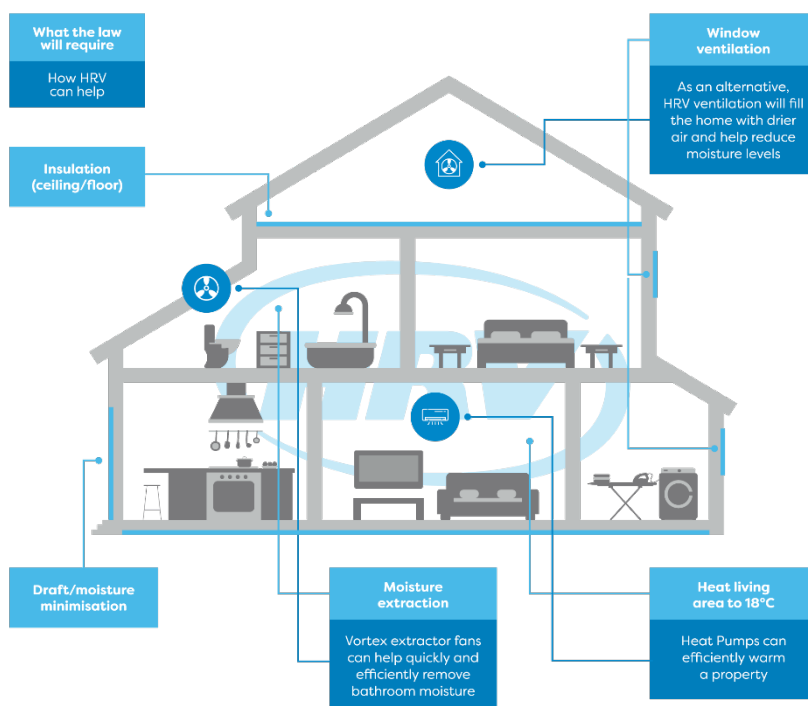 What the law
will require
How HRV
can help
Window
ventilation
As an alternative,
HRV ventilation will fill
the home with drier
air and help reduce
moisture levels
Insulation
(ceiling/floor)
HRV
Draft/moisture
minimisation
Moisture
extraction
Vortex extractor fans
can help quickly and
efficiently remove
bathroom moisture
Heat living
area to 18°C
Heat Pumps can
efficiently warm
a property